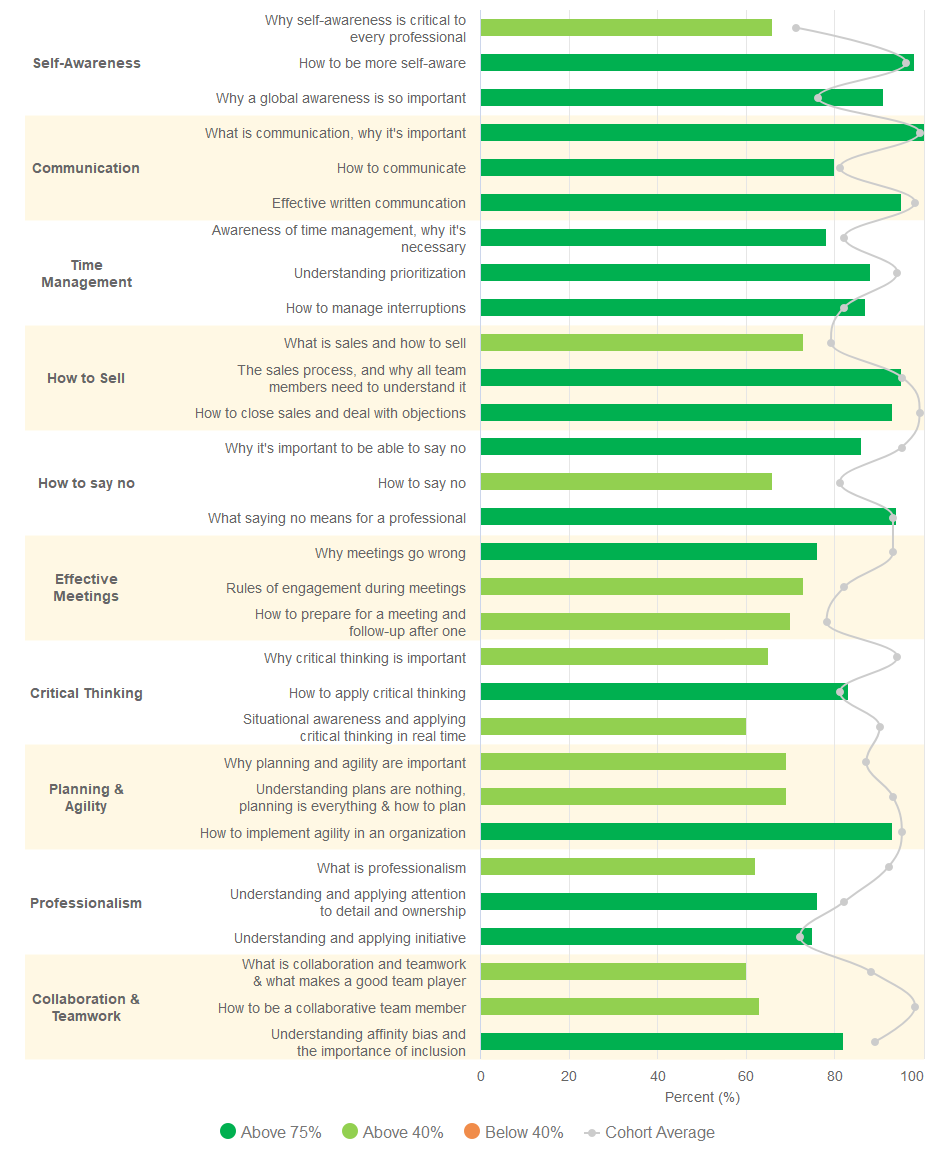 Why self-awareness is critical to
every professional
Self-Awareness
How to be more self-aware
Why a global awareness is so important
What is communication, why it's important
Communication
How to communicate
Effective written communcation
Awareness of time management, why it's
necessary
Time
Management
Understanding prioritization
How to manage interruptions
What is sales and how to sell
How to Sell
The sales process, and why all team
members need to understand it
How to close sales and deal with objections
Why it's important to be able to say no
How to say no
How to say no
What saying no means for a professional
Why meetings go wrong
Effective
Meetings
Rules of engagement during meetings
How to prepare for a meeting and
follow-up after one
Why critical thinking is important
Critical Thinking
How to apply critical thinking
Situational awareness and applying
critical thinking in real time
Why planning and agility are important
Planning &
Agility
Understanding plans are nothing,
planning is everything & how to plan
How to implement agility in an organization
What is professionalism
Professionalism
Understanding and applying attention
to detail and ownership
Understanding and applying initiative
What is collaboration and teamwork
& what makes a good team player
Collaboration &
Teamwork
How to be a collaborative team member
Understanding affinity bias and
the importance of inclusion
0 20 40 60 80 100
Percent (%)
Above 75% Above 40% Below 40% Cohort Average